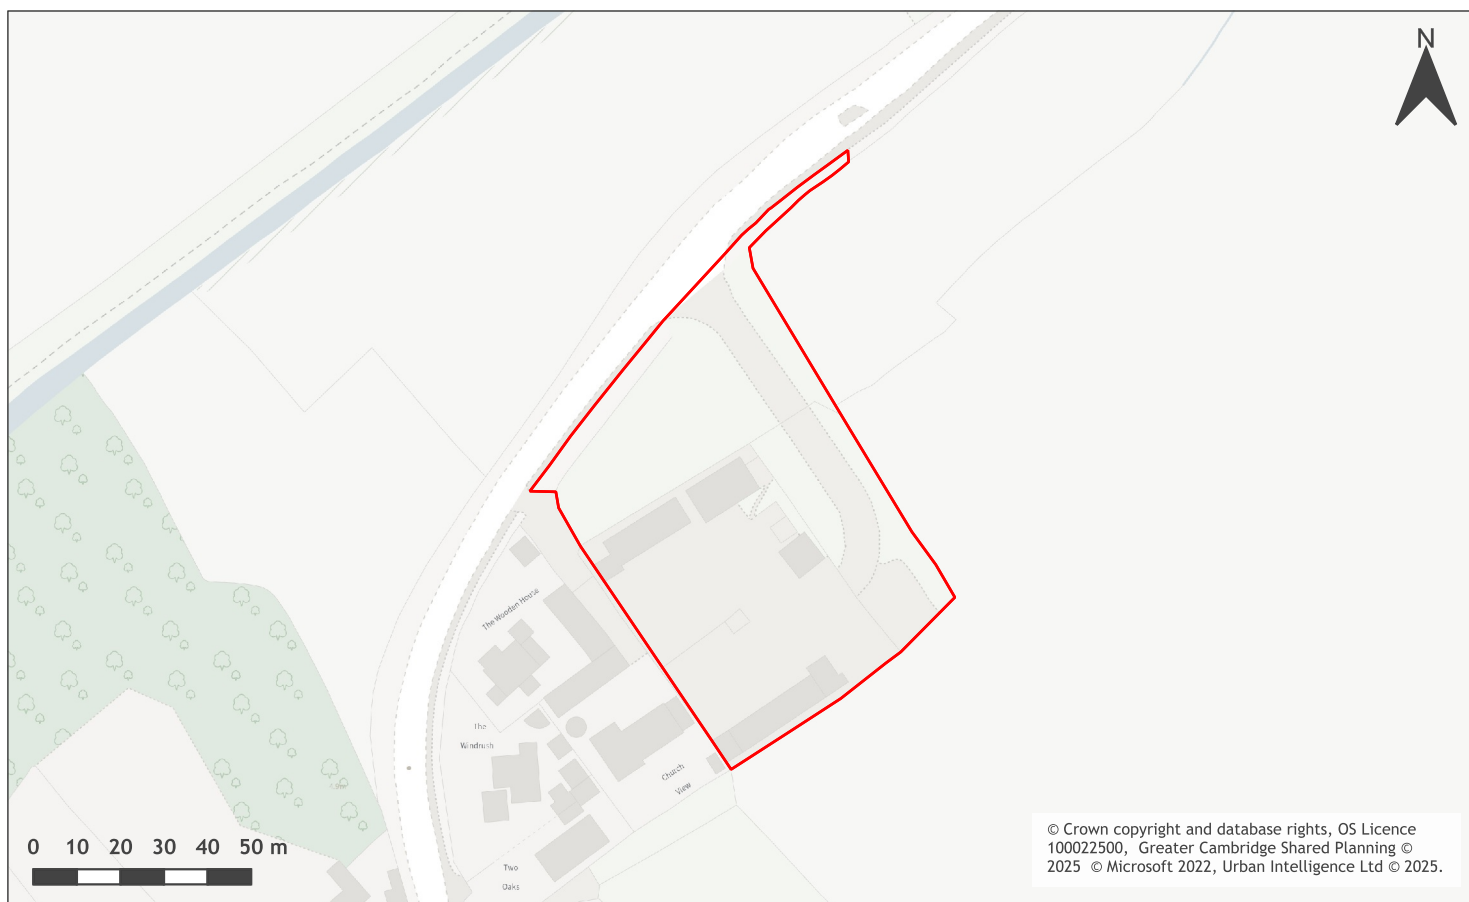 N
The Wooden House
The
Windrush
Church
View
Two
Oaks
0 10 20 30 40 50 m
© Crown copyright and database rights, OS Licence
100022500, Greater Cambridge Shared Planning ©
2025 © Microsoft 2022, Urban Intelligence Ltd © 2025.